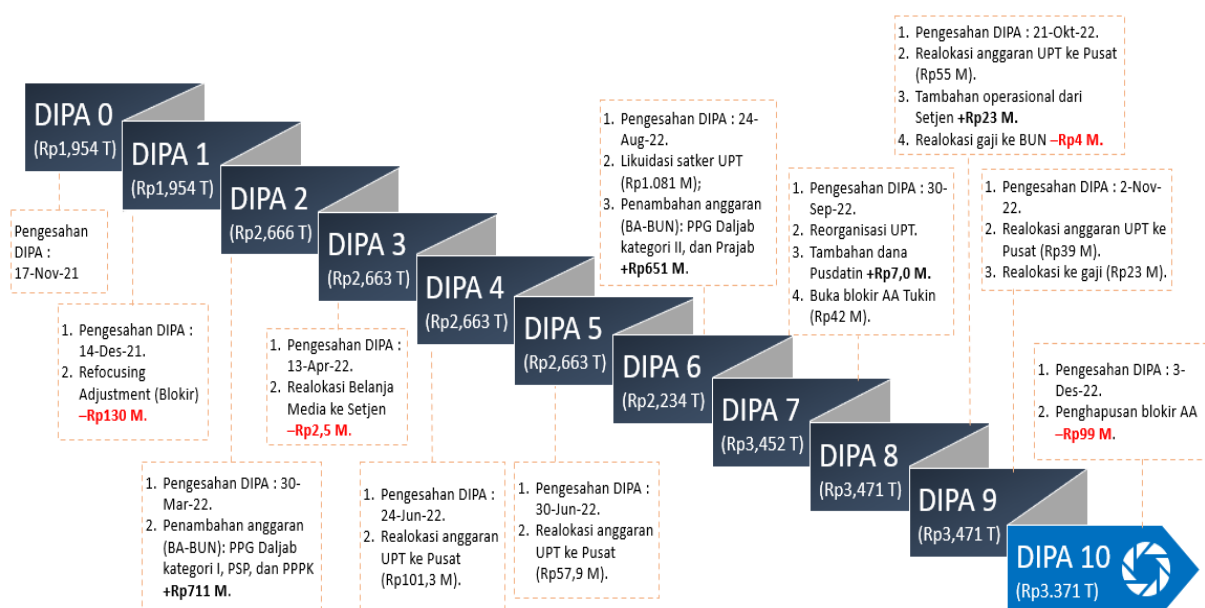 DIPA 0
(Rp1,954 T)
Pengesahan
DIPA :
17-Nov-21
DIPA 1
(Rp1,954 T)
1. Pengesahan DIPA :
14-Des-21.
2. Refocusing
Adjustment (Blokir)
–Rp130 M.
DIPA 2
(Rp2,666 T)
1. Pengesahan DIPA : 30-
Mar-22.
2. Penambahan anggaran
(BA-BUN): PPG Daljab
kategori I, PSP, dan PPPK
+Rp711 M.
DIPA 3
(Rp2,663 T)
1. Pengesahan DIPA :
13-Apr-22.
2. Realokasi Belanja
Media ke Setjen
–Rp2,5 M.
DIPA 4
(Rp2,663 T)
1. Pengesahan DIPA :
24-Jun-22.
2. Realokasi anggaran
UPT ke Pusat
(Rp101,3 M).
DIPA 5
(Rp2,663 T)
1. Pengesahan DIPA :
30-Jun-22.
2. Realokasi anggaran
UPT ke Pusat
(Rp57,9 M).
DIPA 6
(Rp2,234 T)
1. Pengesahan DIPA : 24-
Aug-22.
2. Likuidasi satker UPT
(Rp1.081 M);
3. Penambahan anggaran
(BA-BUN): PPG Daljab
kategori II, dan Prajab
+Rp651 M.
DIPA 7
(Rp3,452 T)
1. Pengesahan DIPA : 30-
Sep-22.
2. Reorganisasi UPT.
3. Tambahan dana
Pusdatin +Rp7,0 M.
4. Buka blokir AA Tukin
(Rp42 M).
DIPA 8
(Rp3,471 T)
1. Pengesahan DIPA : 21-Okt-22.
2. Realokasi anggaran UPT ke Pusat
(Rp55 M).
3. Tambahan operasional dari
Setjen +Rp23 M.
4. Realokasi gaji ke BUN –Rp4 M.
DIPA 9
(Rp3,471 T)
1. Pengesahan DIPA : 2-Nov-
22.
2. Realokasi anggaran UPT ke
Pusat (Rp39 M).
3. Realokasi ke gaji (Rp23 M).
DIPA 10
(Rp3.371 T)
1. Pengesahan DIPA : 3-
Des-22.
2. Penghapusan blokir AA
–Rp99 M.